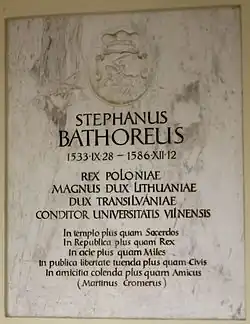 STEPHANUS
BATHOREUS
1533·IX·28 – 1586·XII·12
REX POLONIAE
MAGNUS DUX LITHUANIAE
DUX TRANSILVÁNIAE
CONDITOR UNIVERSITATIS VILNENSIS
In templo plus quam Sacerdos
In Republica plus quam Rex
In acie plus quam Miles
In publica libertate tuenda plus quam Civis
In amicitia colenda plus quam Amicus
(Martinus Cromerus)